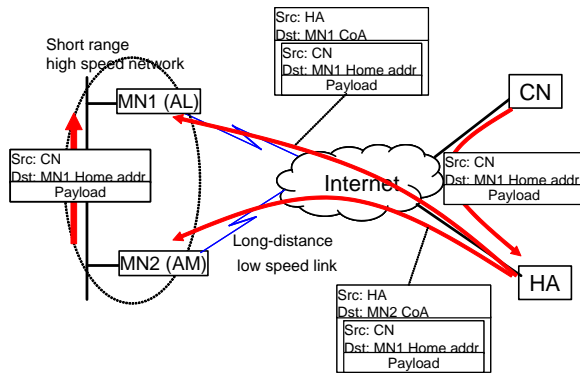 Short range
high speed network
MN1 (AL)
Src: CN
Dst: MN1 Home addr
Payload
MN2 (AM)
Src: HA
Dst: MN1 CoA
Src: CN
Dst: MN1 Home addr
Payload
Internet
Long-distance
low speed link
CN
Src: CN
Dst: MN1 Home addr
Payload
HA
Src: HA
Dst: MN2 CoA
Src: CN
Dst: MN1 Home addr
Payload